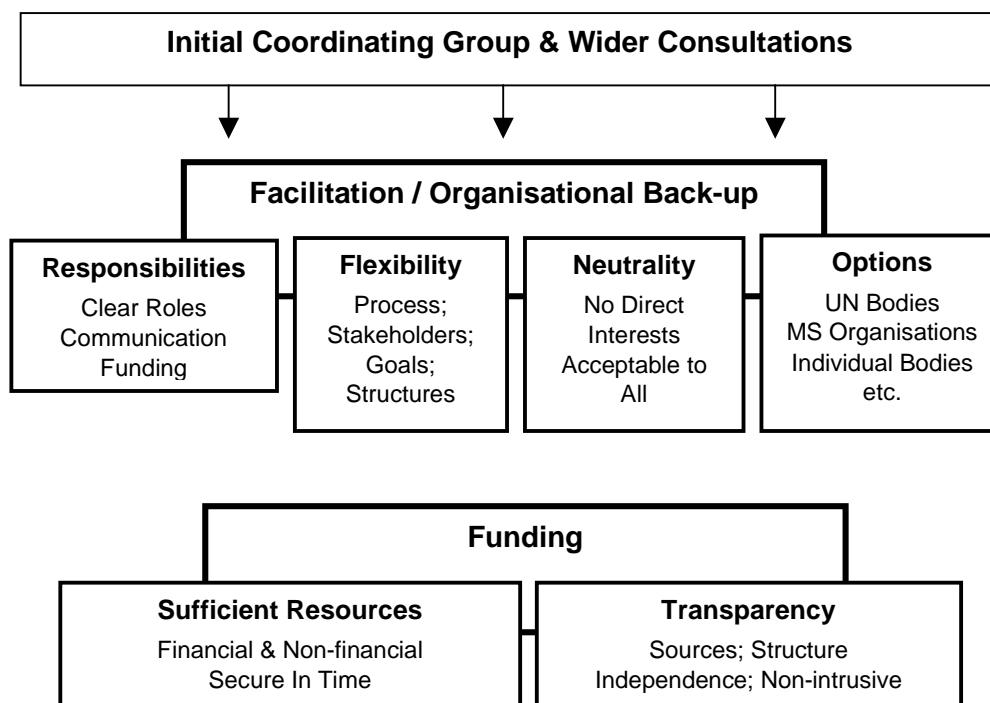 Initial Coordinating Group & Wider Consultations
Facilitation / Organisational Back-up
Responsibilities
Clear Roles
Communication
Funding
Flexibility
Process;
Stakeholders;
Goals;
Structures
Neutrality
No Direct
Interests
Acceptable to
All
Options
UN Bodies
MS Organisations
Individual Bodies
etc.
Funding
Sufficient Resources
Financial & Non-financial
Secure In Time
Transparency
Sources; Structure
Independence; Non-intrusive